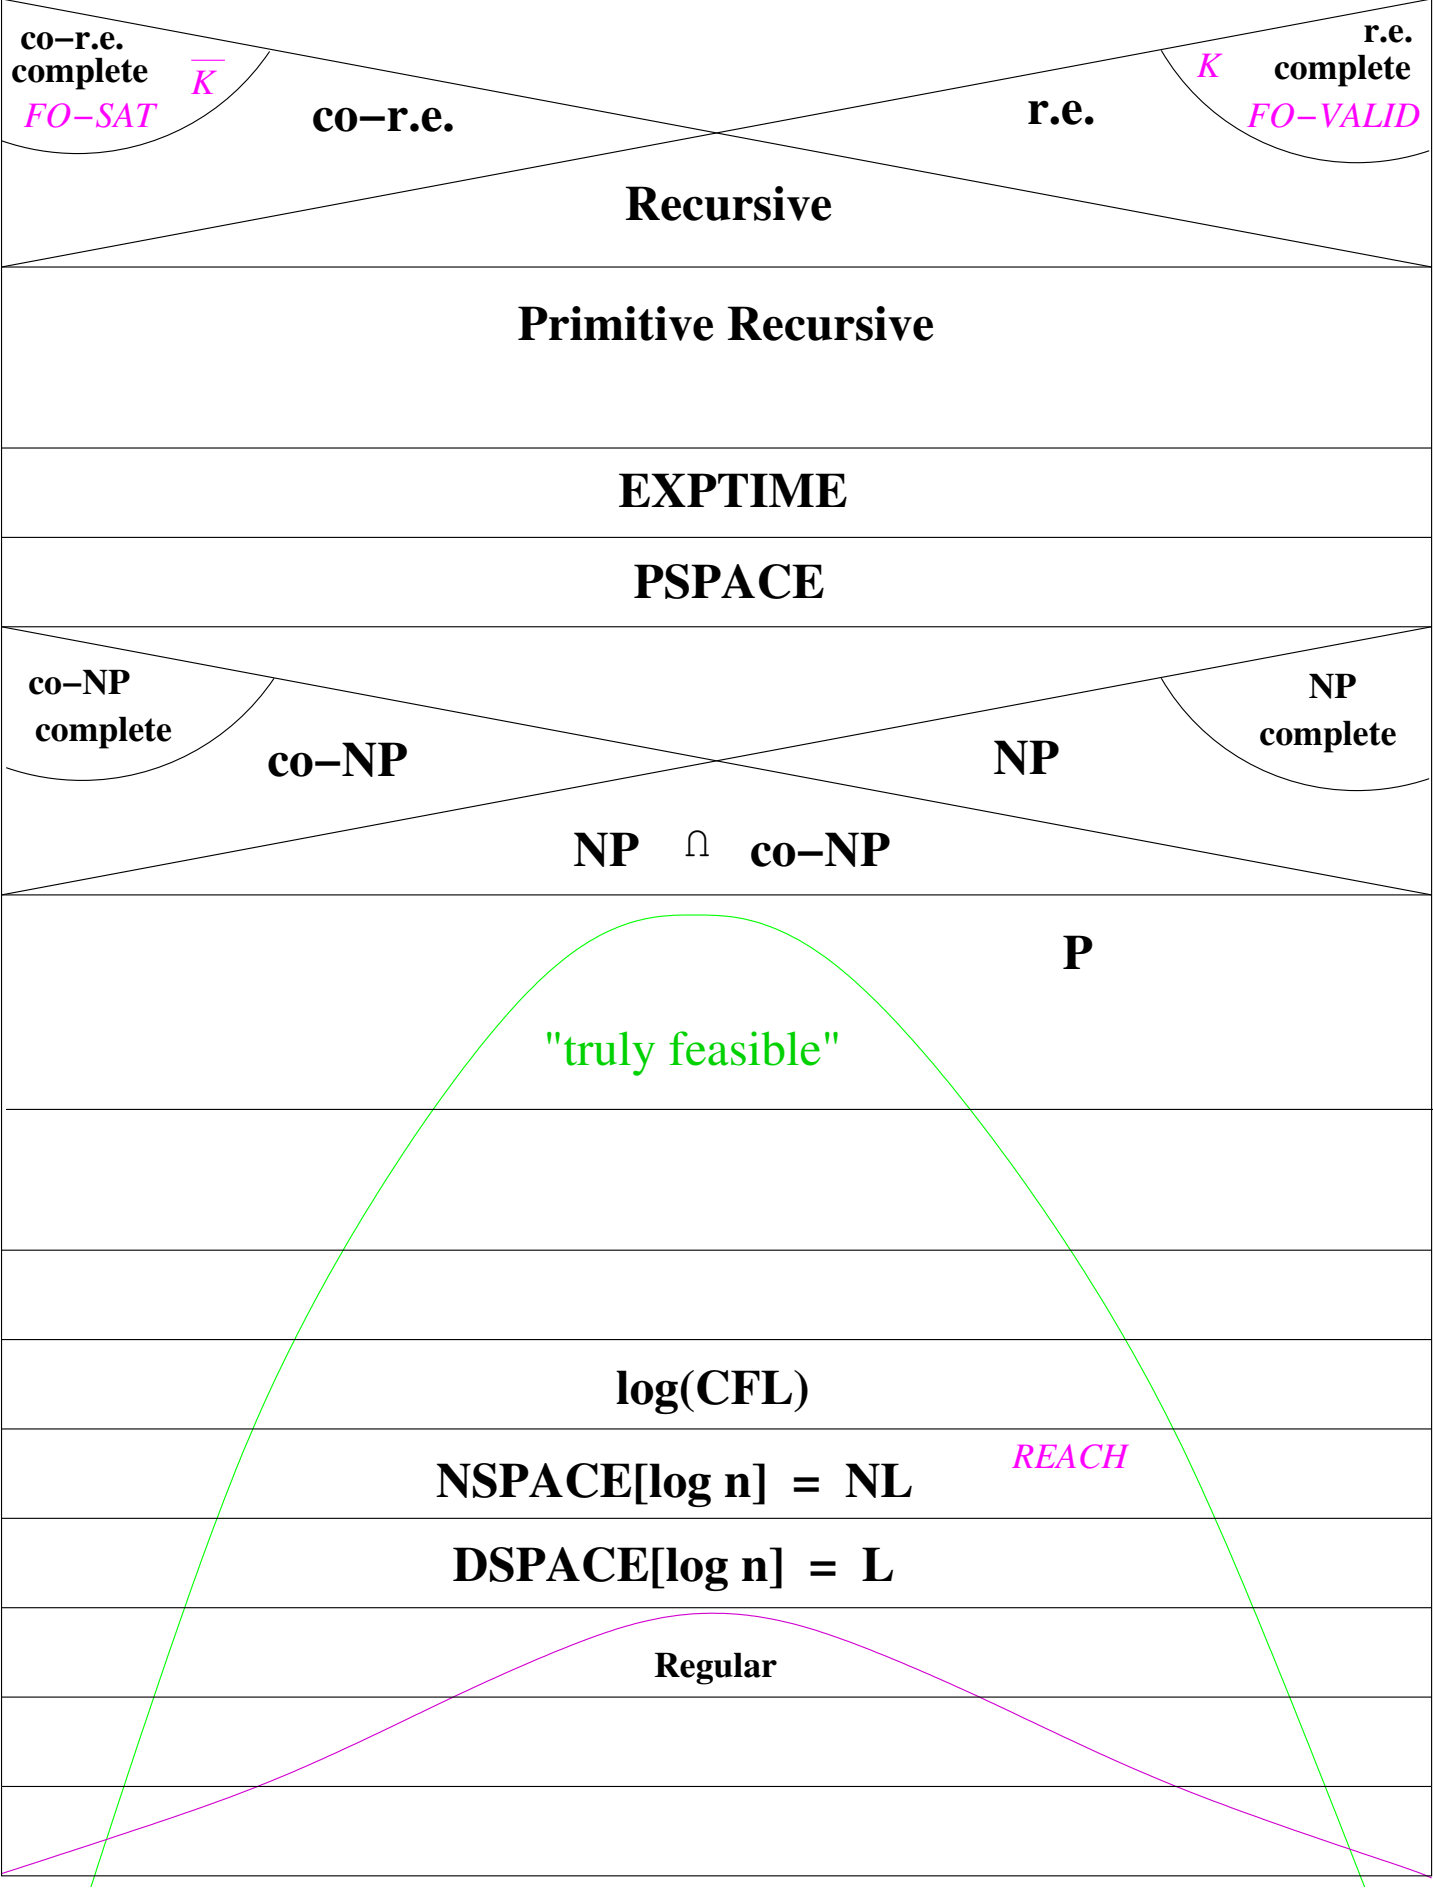 co–r.e.
complete
K
FO–SAT
co–r.e.
r.e.
K
r.e.
complete
FO–VALID
Recursive
Primitive Recursive
EXPTIME
PSPACE
co–NP
complete
co–NP
NP
NP
complete
NP ∩ co–NP
P
"truly feasible"
log(CFL)
REACH
NSPACE[log n] = NL
DSPACE[log n] = L
Regular